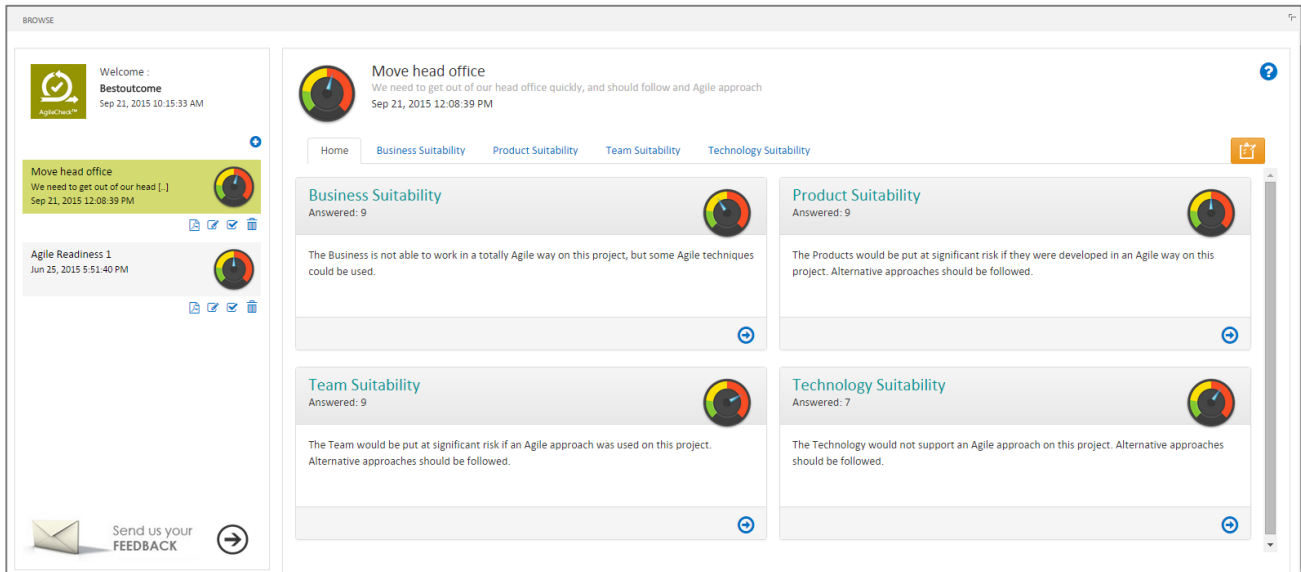 BROWSE
AgileCheck™
Welcome :
Bestoutcome
Sep 21, 2015 10:15:33 AM
Move head office
We need to get out of our head [..]
Sep 21, 2015 12:08:39 PM
Agile Readiness 1
Jun 25, 2015 5:51:40 PM
Send us your
FEEDBACK
Move head office
We need to get out of our head office quickly, and should follow and Agile approach
Sep 21, 2015 12:08:39 PM
?
Home Business Suitability Product Suitability Team Suitability Technology Suitability
Business Suitability
Answered: 9
The Business is not able to work in a totally Agile way on this project, but some Agile techniques
could be used.
Product Suitability
Answered: 9
The Products would be put at significant risk if they were developed in an Agile way on this
project. Alternative approaches should be followed.
Team Suitability
Answered: 9
The Team would be put at significant risk if an Agile approach was used on this project.
Alternative approaches should be followed.
Technology Suitability
Answered: 7
The Technology would not support an Agile approach on this project. Alternative approaches
should be followed.